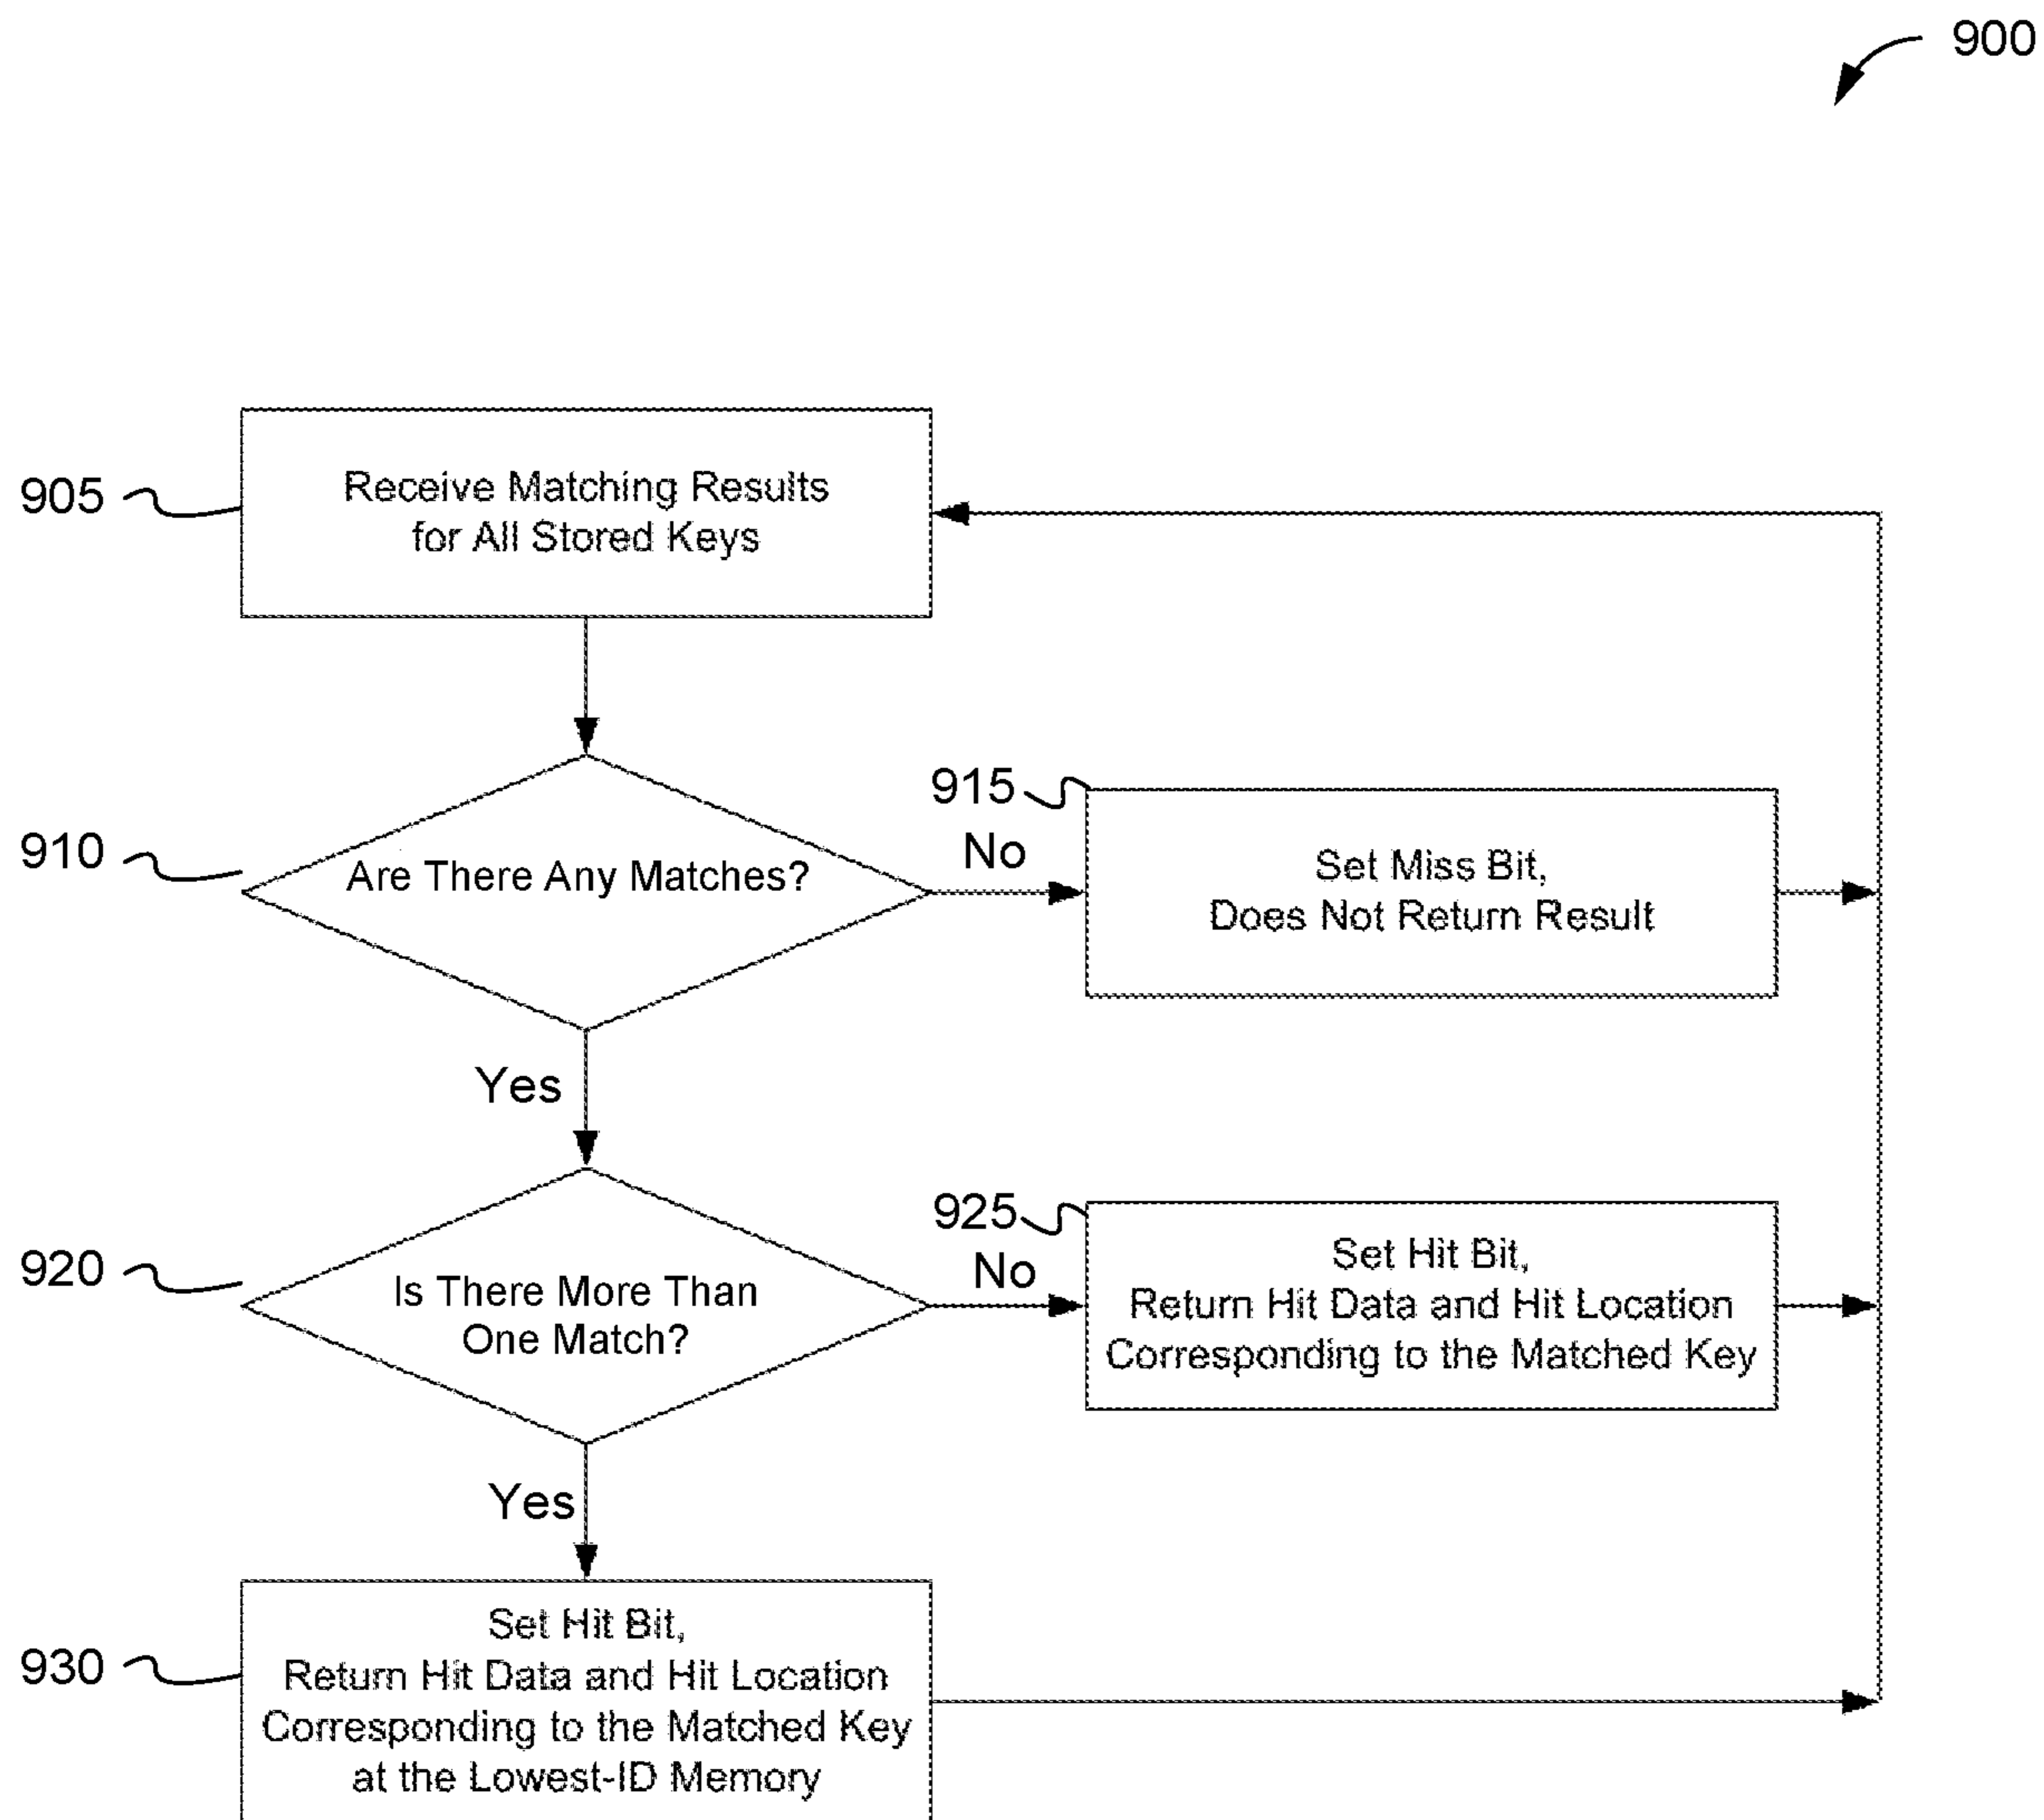 900
905
Receive Matching Results
for All Stored Keys
910
Are There Any Matches?
No
915
Set Miss Bit,
Does Not Return Result
Yes
920
Is There More Than
One Match?
No
925
Set Hit Bit,
Return Hit Data and Hit Location
Corresponding to the Matched Key
Yes
930
Set Hit Bit,
Return Hit Data and Hit Location
Corresponding to the Matched Key
at the Lowest-ID Memory